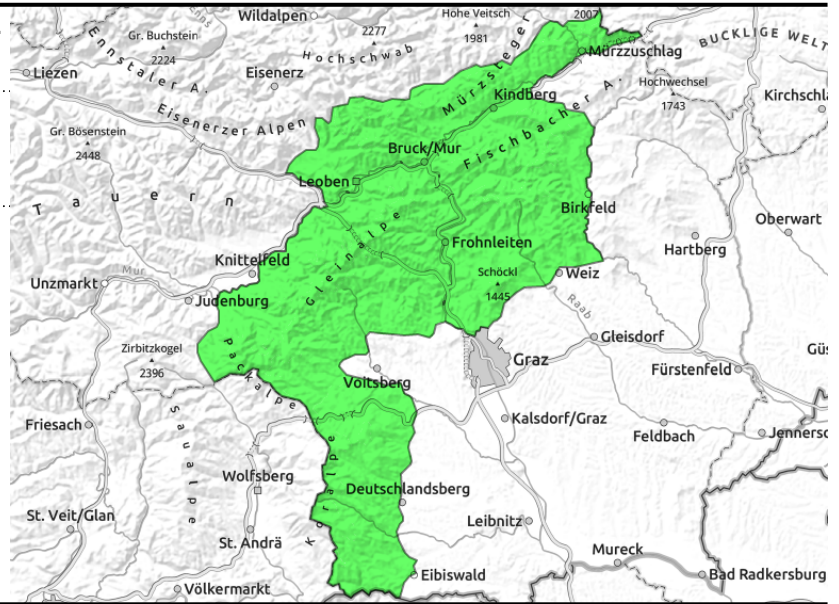 Wildalpen
Enns
Hohe Veitsch
1981
2007
Gr. Buchstein
2224
2277
Hochschwab
Mürzsteger
Mürzzuschlag
BUCKLIGE WELT
Liezen
Ennstaler A.
Eisenerz
Hochwechsel
1743
Kindberg
Kirchschla
Eisenerzer Alpen
Gr. Bösenstein
2448
Bruck/Mur
Fischbacher A.
Leoben
Tauern
Birkfeld
Oberwart
Gleinalpe
Frohnleiten
Hartberg
Knittelfeld
Schöckl
1445
Weiz
Unzmarkt
Mur
Judenburg
Raab
Gleisdorf
Zirbitzkogel
2396
Packalpe
Graz
Güs
Fürstenfeld
Voitsberg
Friesach
Saualpe
Kalsdorf/Graz
Feldbach
Jennersd
Wolfsberg
Koralpe
Deutschlandsberg
St. Veit/Glan
Leibnitz
St. Andrä
Mureck
Eibiswald
Bad Radkersburg
Völkermarkt